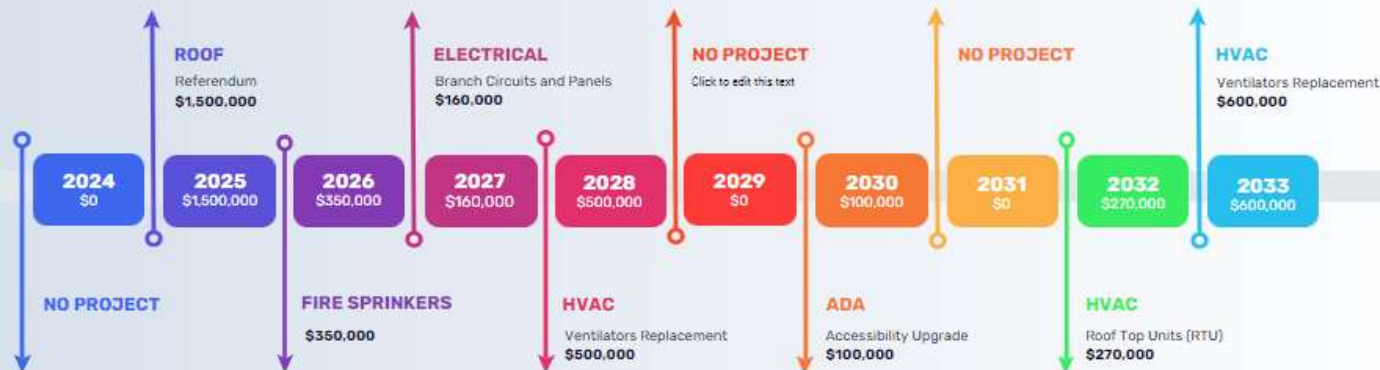 ROOF
Referendum
$1,500,000
ELECTRICAL
Branch Circuits and Panels
$160,000
NO PROJECT
Click to edit this text
NO PROJECT
HVAC
Ventilators Replacement
$600,000
2024
$0
2025
$1,500,000
2026
$350,000
2027
$160,000
2028
$500,000
2029
$0
2030
$100,000
2031
$0
2032
$270,000
2033
$600,000
NO PROJECT
FIRE SPRINKERS
$350,000
HVAC
Ventilators Replacement
$500,000
ADA
Accessibility Upgrade
$100,000
HVAC
Roof Top Units (RTU)
$270,000